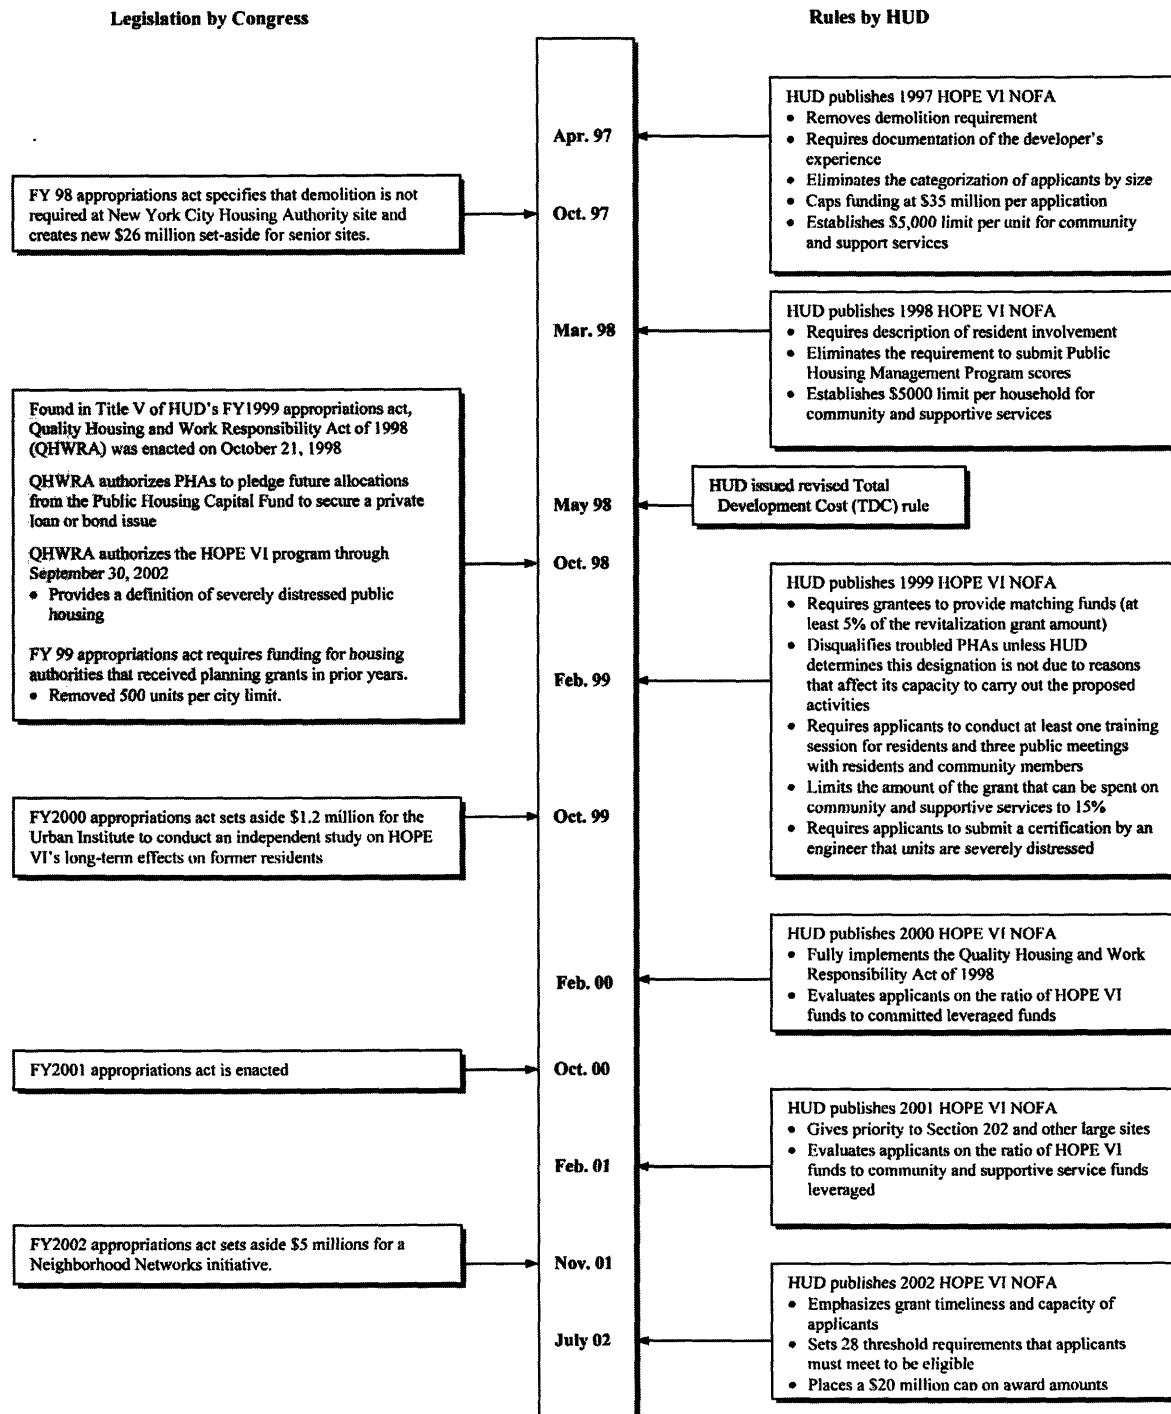 Legislation by Congress
Rules by HUD
Apr. 97
HUD publishes 1997 HOPE VI NOFA
• Removes demolition requirement
• Requires documentation of the developer's
experience
• Eliminates the categorization of applicants by size
• Caps funding at $35 million per application
• Establishes $5,000 limit per unit for community
and support services
FY 98 appropriations act specifies that demolition is not
required at New York City Housing Authority site and
creates new $26 million set-aside for senior sites.
Oct. 97
Mar. 98
HUD publishes 1998 HOPE VI NOFA
• Requires description of resident involvement
• Eliminates the requirement to submit Public
Housing Management Program scores
• Establishes $5000 limit per household for
community and supportive services
Found in Title V of HUD's FY1999 appropriations act,
Quality Housing and Work Responsibility Act of 1998
(QHWRA) was enacted on October 21, 1998
QHWRA authorizes PHAs to pledge future allocations
from the Public Housing Capital Fund to secure a private
loan or bond issue
QHWRA authorizes the HOPE VI program through
September 30, 2002
• Provides a definition of severely distressed public
housing
FY 99 appropriations act requires funding for housing
authorities that received planning grants in prior years.
• Removed 500 units per city limit.
May 98
HUD issued revised Total
Development Cost (TDC) rule
Oct. 98
Feb. 99
HUD publishes 1999 HOPE VI NOFA
• Requires grantees to provide matching funds (at
least 5% of the revitalization grant amount)
• Disqualifies troubled PHAs unless HUD
determines this designation is not due to reasons
that affect its capacity to carry out the proposed
activities
• Requires applicants to conduct at least one training
session for residents and three public meetings
with residents and community members
• Limits the amount of the grant that can be spent on
community and supportive services to 15%
• Requires applicants to submit a certification by an
engineer that units are severely distressed
FY2000 appropriations act sets aside $1.2 million for the
Urban Institute to conduct an independent study on HOPE
VI's long-term effects on former residents
Oct. 99
Feb. 00
HUD publishes 2000 HOPE VI NOFA
• Fully implements the Quality Housing and Work
Responsibility Act of 1998
• Evaluates applicants on the ratio of HOPE VI
funds to committed leveraged funds
FY2001 appropriations act is enacted
Oct. 00
Feb. 01
HUD publishes 2001 HOPE VI NOFA
• Gives priority to Section 202 and other large sites
• Evaluates applicants on the ratio of HOPE VI
funds to community and supportive service funds
leveraged
FY2002 appropriations act sets aside $5 millions for a
Neighborhood Networks initiative.
Nov. 01
July 02
HUD publishes 2002 HOPE VI NOFA
• Emphasizes grant timeliness and capacity of
applicants
• Sets 28 threshold requirements that applicants
must meet to be eligible
• Places a $20 million cap on award amounts